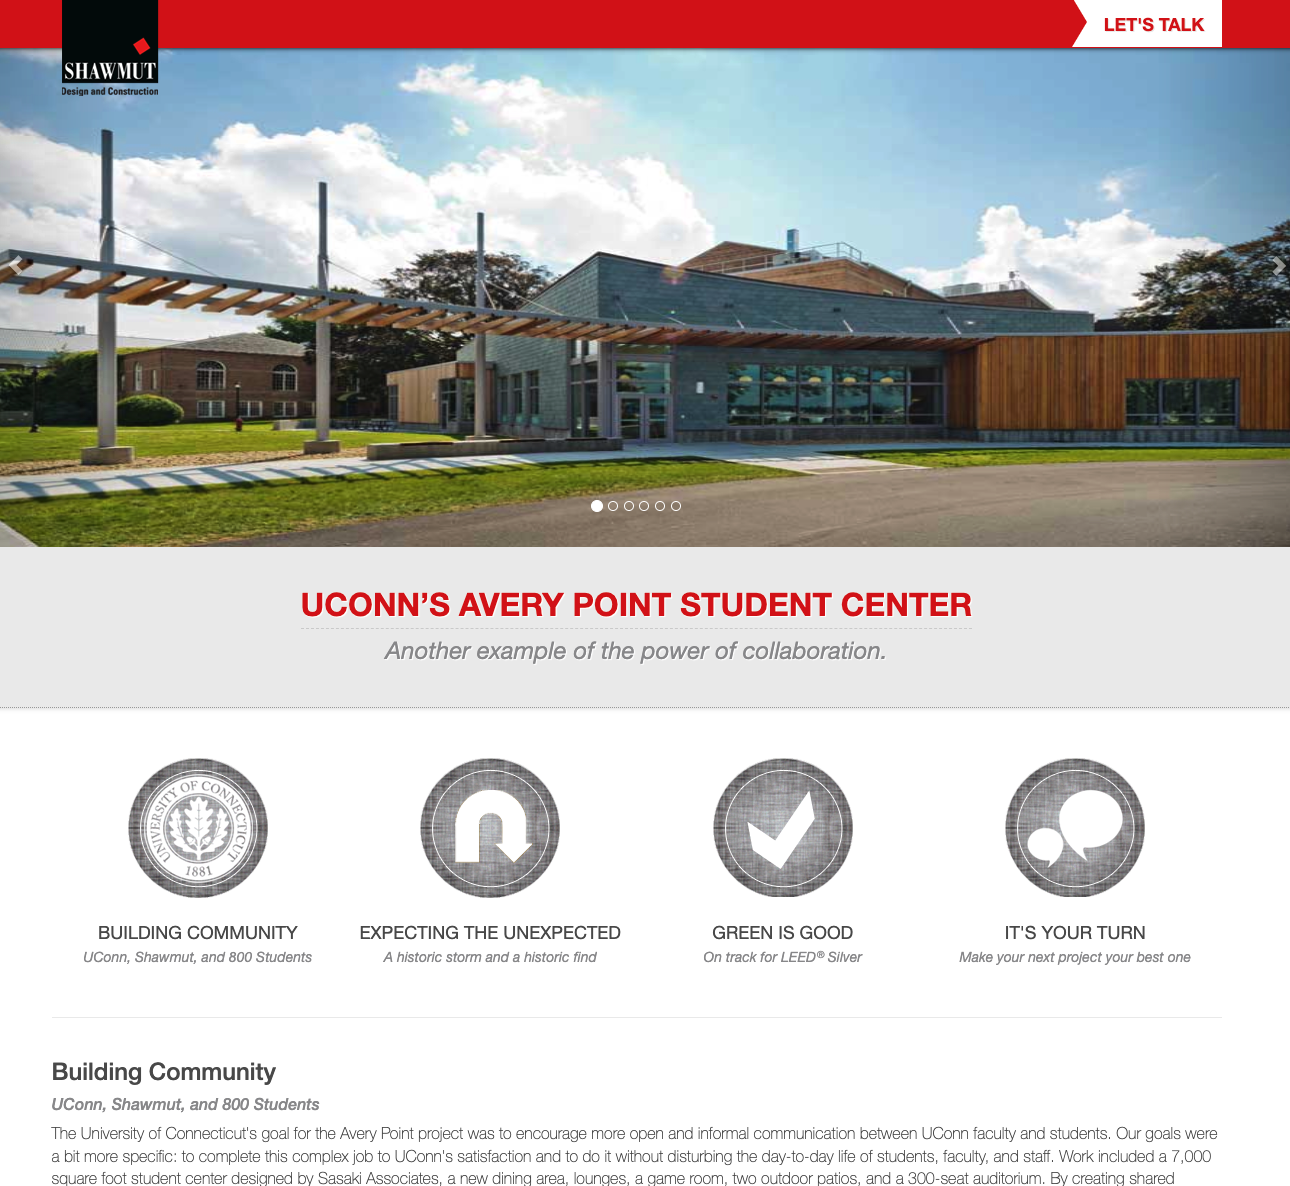 LET'S TALK
SHAWMUT
Design and Construction
UCONN’S AVERY POINT STUDENT CENTER
Another example of the power of collaboration.
UNIVERSITY OF CONNECTICUT
1881
BUILDING COMMUNITY
UConn, Shawmut, and 800 Students
EXPECTING THE UNEXPECTED
A historic storm and a historic find
GREEN IS GOOD
On track for LEED® Silver
IT’S YOUR TURN
Make your next project your best one
Building Community
UConn, Shawmut, and 800 Students
The University of Connecticut's goal for the Avery Point project was to encourage more open and informal communication between UConn faculty and students. Our goals were
a bit more specific: to complete this complex job to UConn's satisfaction and to do it without disturbing the day-to-day life of students, faculty, and staff. Work included a 7,000
square foot student center designed by Sasaki Associates, a new dining area, lounges, a game room, two outdoor patios, and a 300-seat auditorium. By creating shared